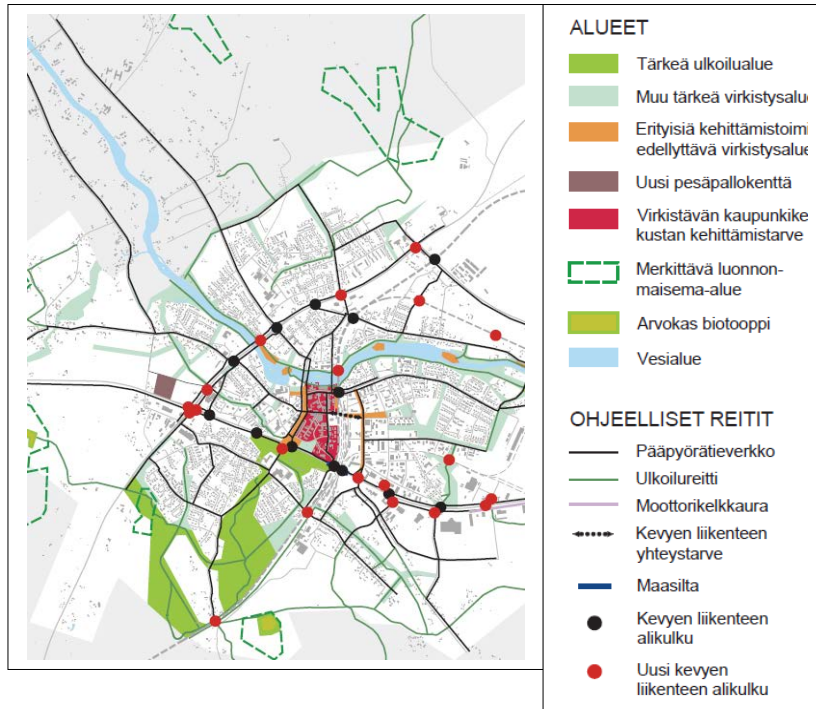 ALUEET
Tärkeä ulkoilualue
Muu tärkeä virkistysalue
Erityisiä kehittämistoimi
edellyttävä virkistysalue
Uusi pesäpallokenttä
Virkistävän kaupunkike
kustan kehittämistarve
Merkittävä luonnon-
maisema-alue
Arvokas biotooppi
Vesialue
OHJEELLISET REITIT
Pääpyörätieverkko
Ulkoilureitti
Moottorikelkkaura
Kevyen liikenteen
yhteystarve
Maasilta
Kevyen liikenteen
alikulku
Uusi kevyen
liikenteen alikulku